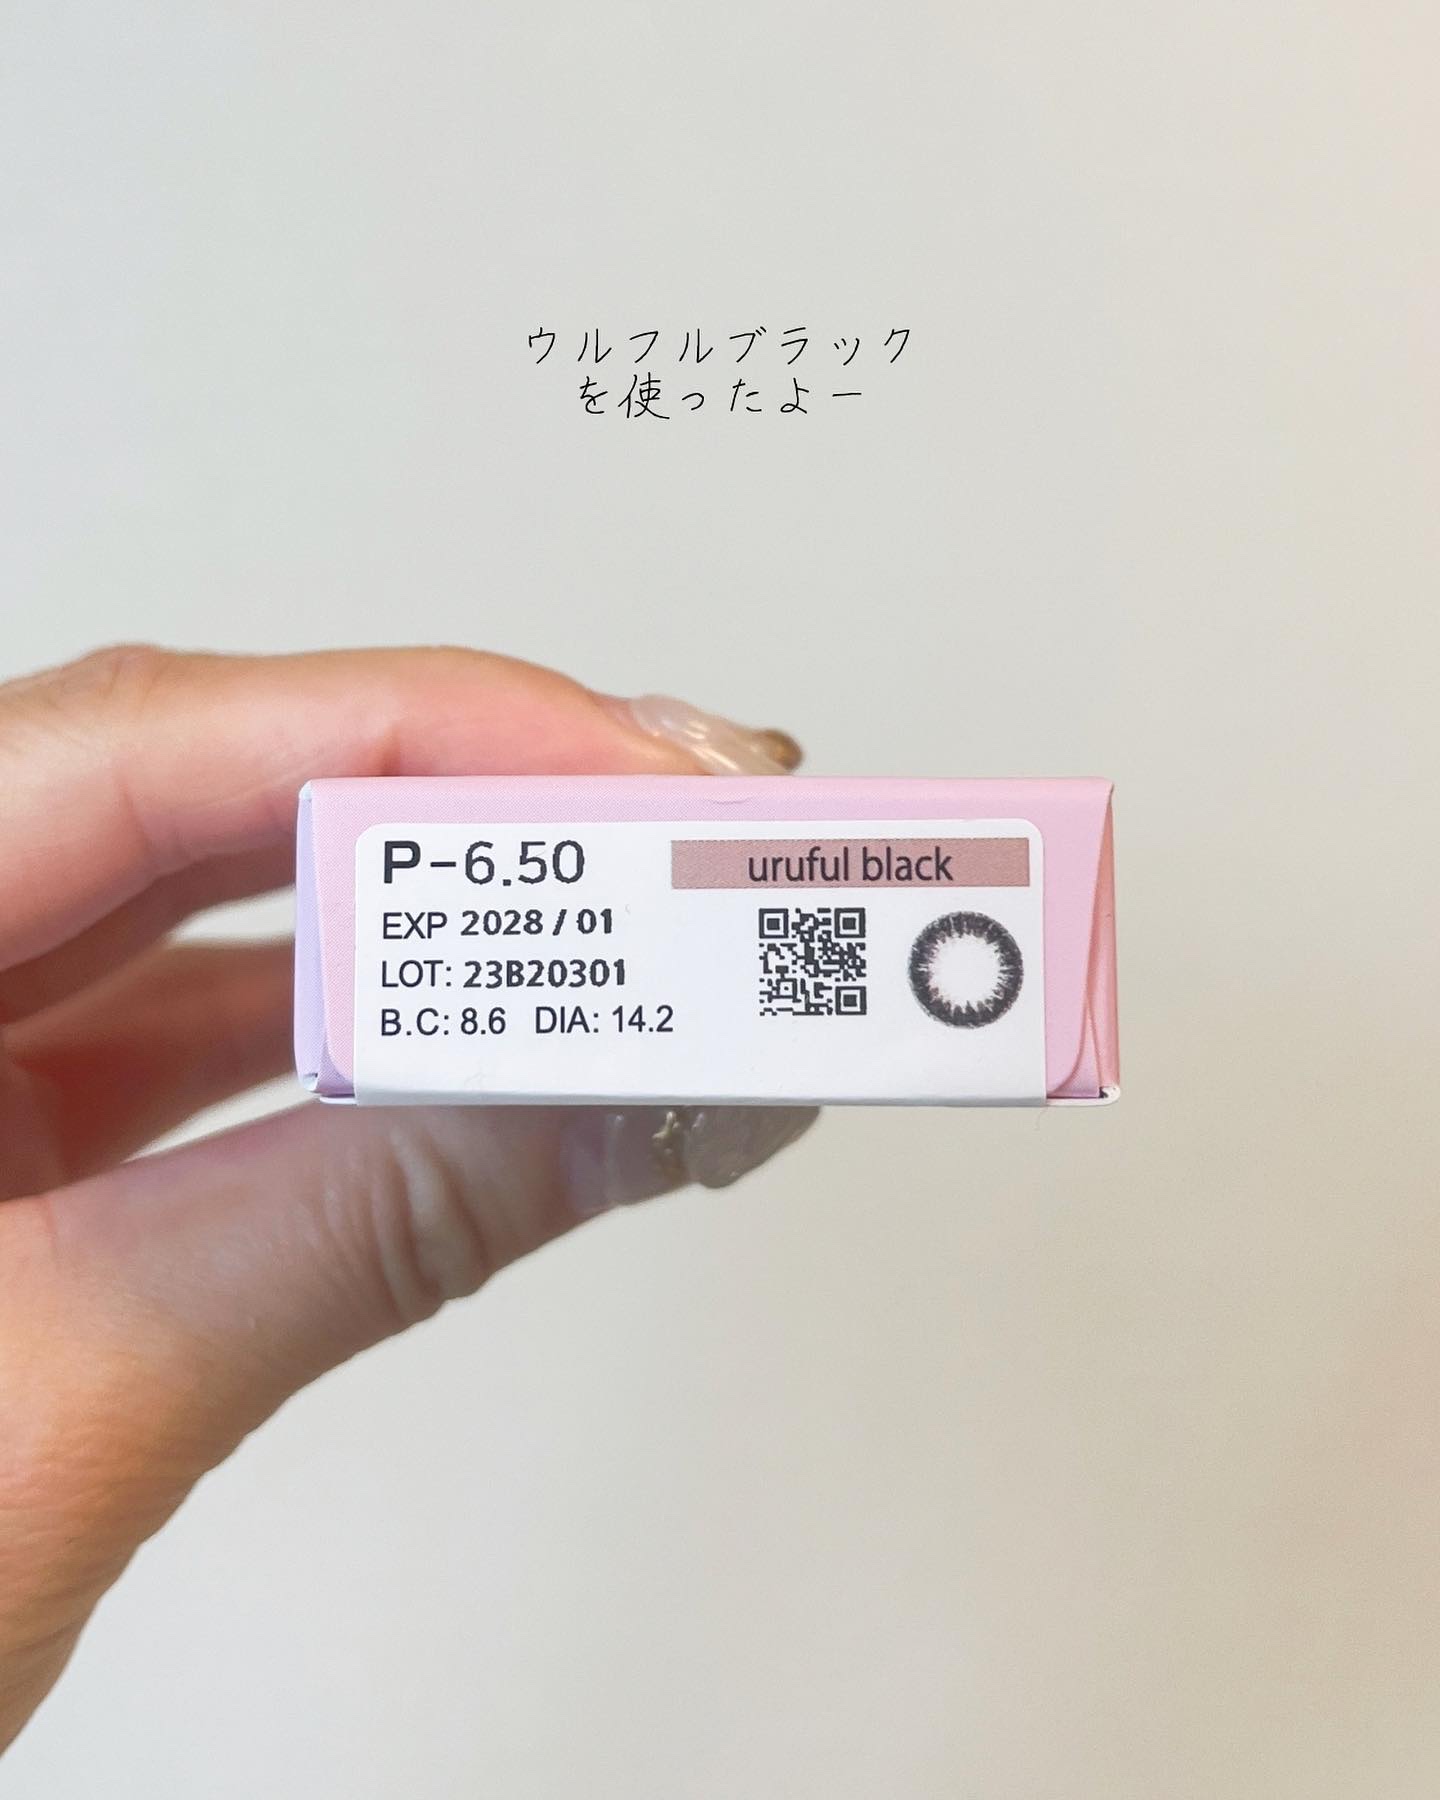 ウルフルブラック
を使ったよー
P-6.50
uruful black
EXP 2028 / 01
LOT: 23B20301
B.C: 8.6 DIA: 14.2